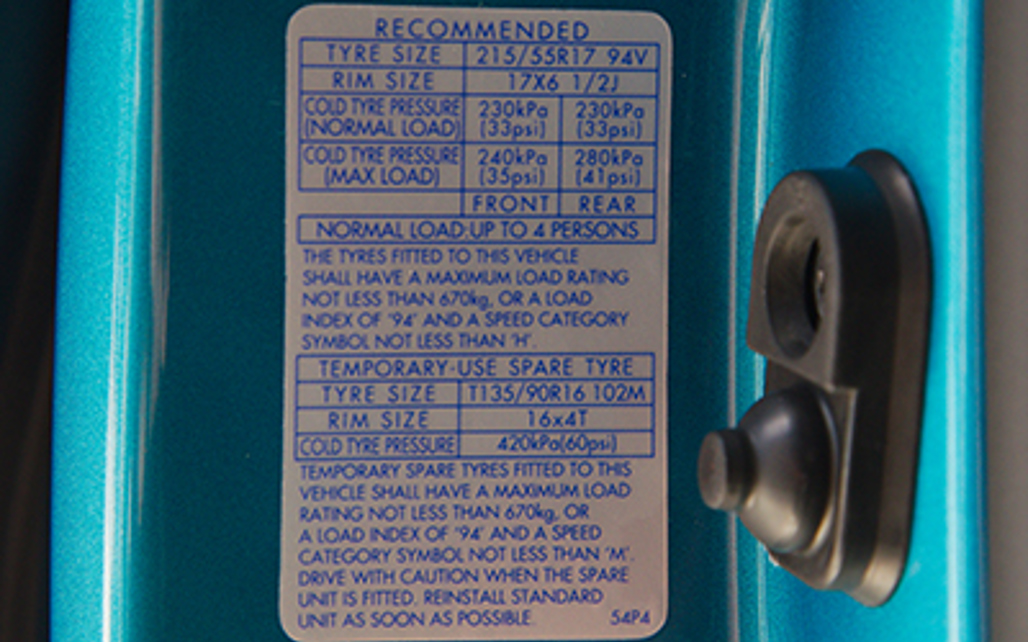 RECOMMENDED
TYRE SIZE 215/55R17 94V
RIM SIZE 17X6 1/2J
COLD TYRE PRESSURE 230kPa 230kPa
(NORMAL LOAD) (33psi) (33psi)
COLD TYRE PRESSURE 240kPa 280kPa
(MAX LOAD) (35psi) (41psi)
FRONT REAR
NORMAL LOAD:UP TO 4 PERSONS
THE TYRES FITTED TO THIS VEHICLE
SHALL HAVE A MAXIMUM LOAD RATING
NOT LESS THAN 670kg, OR A LOAD
INDEX OF '94' AND A SPEED CATEGORY
SYMBOL NOT LESS THAN 'H'.
TEMPORARY-USE SPARE TYRE
TYRE SIZE T135/90R16 102M
RIM SIZE 16x4T
COLD TYRE PRESSURE 420kPa(60psi)
TEMPORARY SPARE TYRES FITTED TO THIS
VEHICLE SHALL HAVE A MAXIMUM LOAD
RATING NOT LESS THAN 670kg, OR
A LOAD INDEX OF '94' AND A SPEED
CATEGORY SYMBOL NOT LESS THAN 'M'.
DRIVE WITH CAUTION WHEN THE SPARE
UNIT IS FITTED. REINSTALL STANDARD
UNIT AS SOON AS POSSIBLE. 54P4